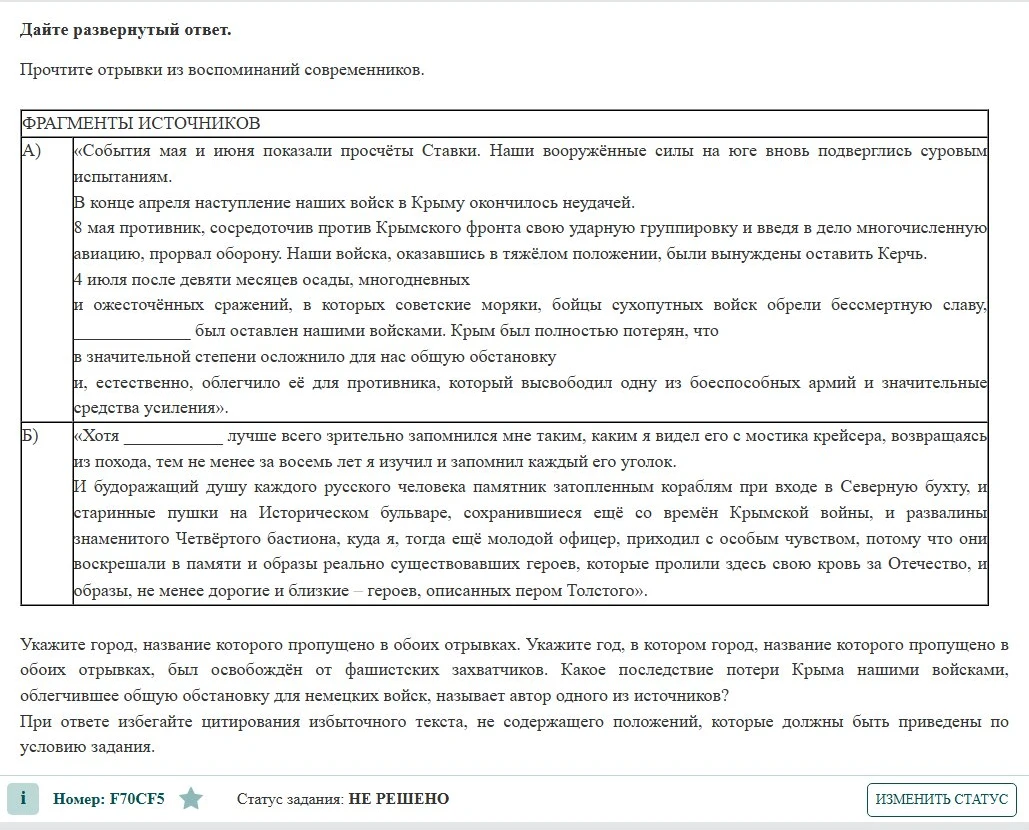 Дайте развернутый ответ.
Прочтите отрывки из воспоминаний современников.
ФРАГМЕНТЫ ИСТОЧНИКОВ
А)
«События мая и июня показали просчёты Ставки. Наши вооружённые силы на юге вновь подверглись суровым
испытаниям.
В конце апреля наступление наших войск в Крыму окончилось неудачей.
8 мая противник, сосредоточив против Крымского фронта свою ударную группировку и введя в дело многочисленную
авиацию, прорвал оборону. Наши войска, оказавшись в тяжёлом положении, были вынуждены оставить Керчь.
4 июля после девяти месяцев осады, многодневных
и ожесточённых сражений, в которых советские моряки, бойцы сухопутных войск обрели бессмертную славу,
______________ был оставлен нашими войсками. Крым был полностью потерян, что
в значительной степени осложнило для нас общую обстановку
и, естественно, облегчило её для противника, который высвободил одну из боеспособных армий и значительные
средства усиления».
Б)
«Хотя ____________ лучше всего зрительно запомнился мне таким, каким я видел его с мостика крейсера, возвращаясь
из похода, тем не менее за восемь лет я изучил и запомнил каждый его уголок.
И будоражащий душу каждого русского человека памятник затопленным кораблям при входе в Северную бухту, и
старинные пушки на Историческом бульваре, сохранившиеся ещё со времён Крымской войны, и развалины
знаменитого Четвёртого бастиона, куда я, тогда ещё молодой офицер, приходил с особым чувством, потому что они
воскрешали в памяти и образы реально существовавших героев, которые пролили здесь свою кровь за Отечество, и
образы, не менее дорогие и близкие – героев, описанных пером Толстого».
Укажите город, название которого пропущено в обоих отрывках. Укажите год, в котором город, название которого пропущено в
обоих отрывках, был освобождён от фашистских захватчиков. Какое последствие потери Крыма нашими войсками,
облегчившее общую обстановку для немецких войск, называет автор одного из источников?
При ответе избегайте цитирования избыточного текста, не содержащего положений, которые должны быть приведены по
условию задания.
i Номер: F70CF5 Статус задания: НЕ РЕШЕНО ИЗМЕНИТЬ СТАТУС